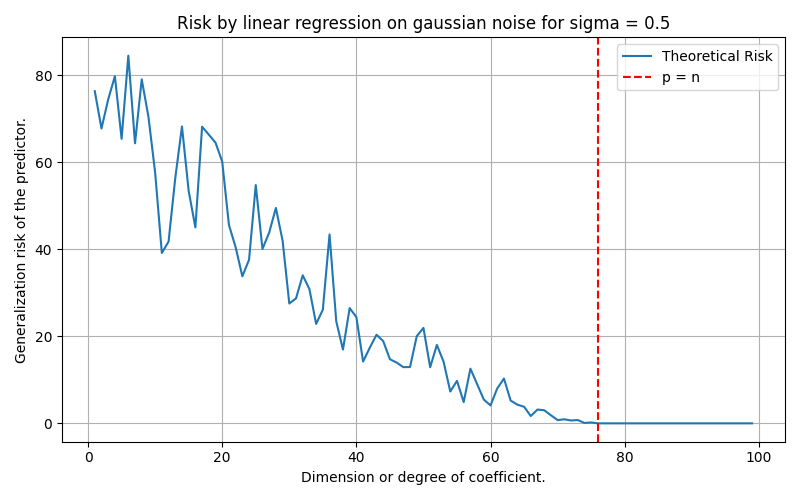 Risk by linear regression on gaussian noise for sigma = 0.5
Theoretical Risk
p = n
Generalization risk of the predictor.
80
60
40
20
0
0 20 40 60 80 100
Dimension or degree of coefficient.